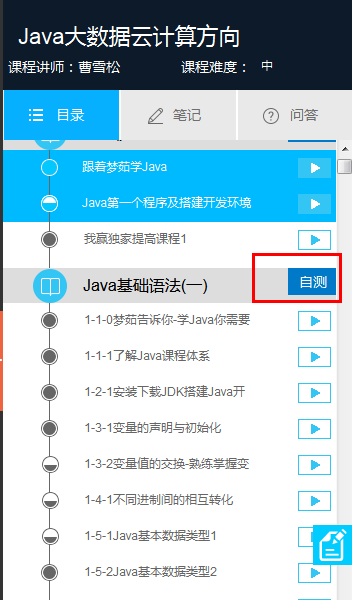 Java大数据云计算方向
课程讲师：曹雪松 课程难度： 中
目录 笔记 问答
跟着梦茹学Java
Java第一个程序及搭建开发环境
我赢独家提高课程1
Java基础语法(一) 自测
1-1-0梦茹告诉你-学Java你需要
1-1-1了解Java课程体系
1-2-1安装下载JDK搭建Java开
1-3-1变量的声明与初始化
1-3-2变量值的交换-熟练掌握变
1-4-1不同进制间的相互转化
1-5-1Java基本数据类型1
1-5-2Java基本数据类型2